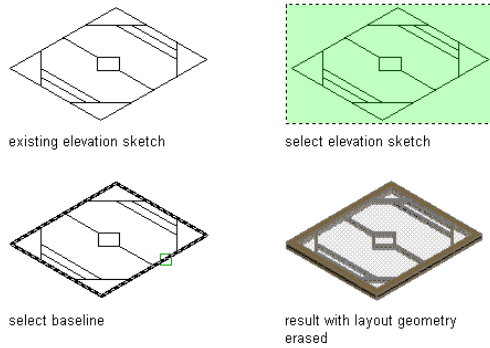 existing elevation sketch
select elevation sketch
select baseline
result with layout geometry
erased